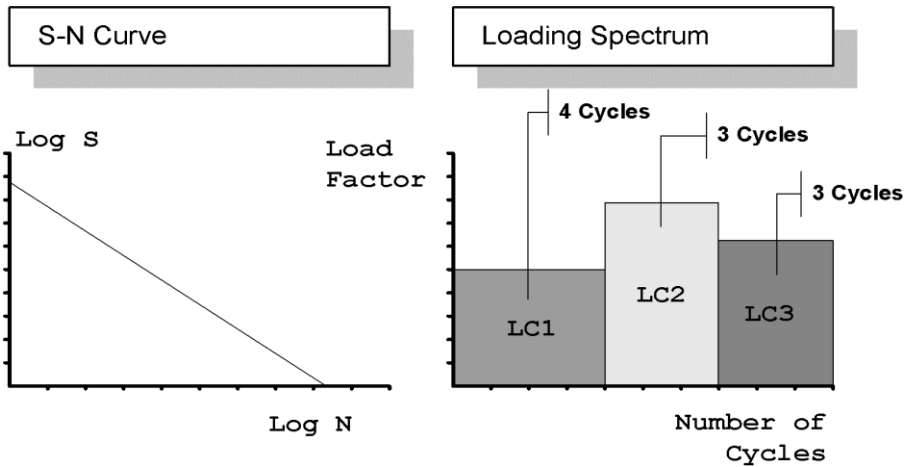 S-N Curve
Loading Spectrum
Log S
Log N
Load
Factor
4 Cycles
3 Cycles
3 Cycles
LC1
LC2
LC3
Number of
Cycles